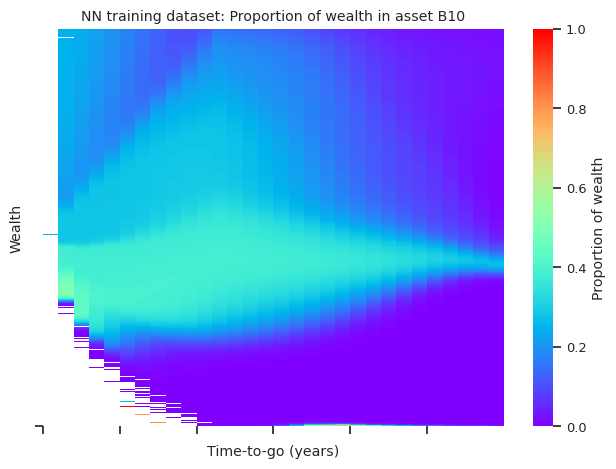 NN training dataset: Proportion of wealth in asset B10
1.0
0.8
0.6
0.4
0.2
0.0
Proportion of wealth
Wealth
Time-to-go (years)